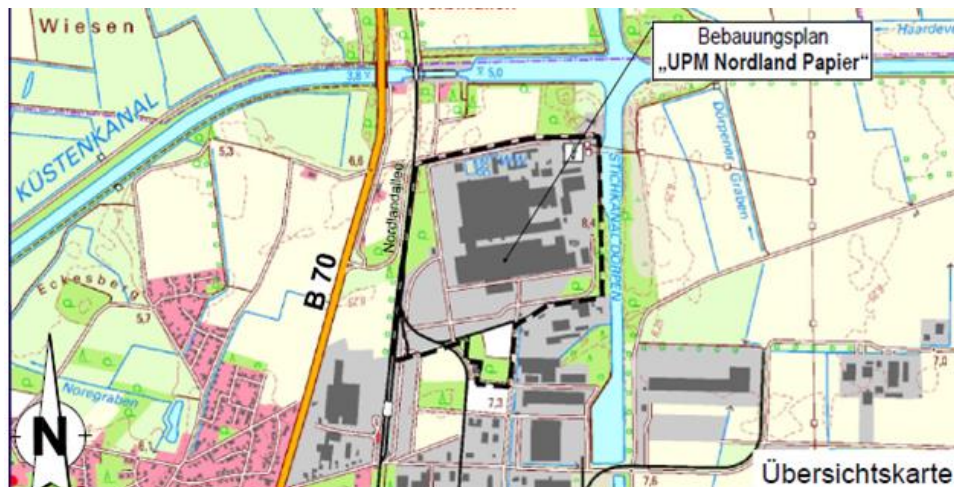 Wiesen
Bebauungsplan
„UPM Nordland Papier“
KÜSTENKANAL
3,8
5,0
5,3
6,6
Nordlandallee
8,4
STICHKANAL DÖRPEN
Dörpener Graben
B 70
Eckesberg
5,7
Noregraben
7,3
7,0
N
7,6
Übersichtskarte